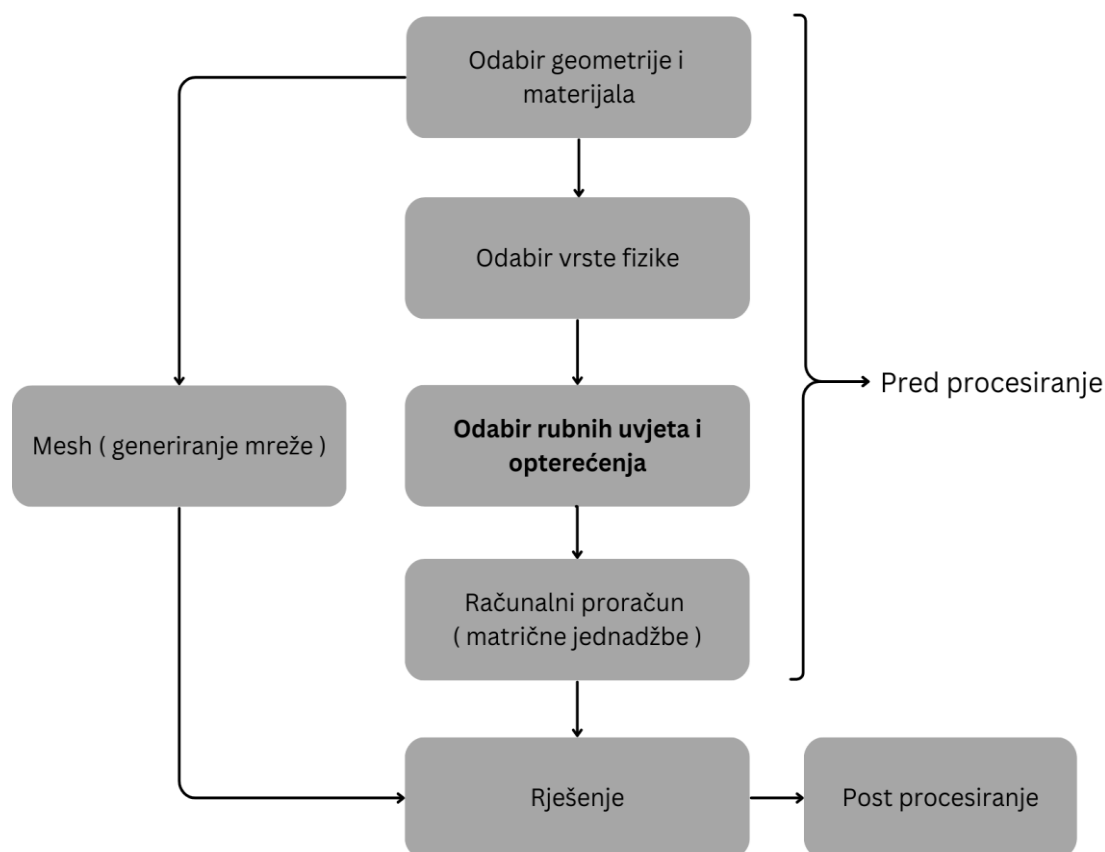 Odabir geometrije i
materijala
Odabir vrste fizike
Pred procesiranje
Mesh ( generiranje mreže )
Odabir rubnih uvjeta i
opterećenja
Računalni proračun
( matrične jednadžbe )
Rješenje
Post procesiranje